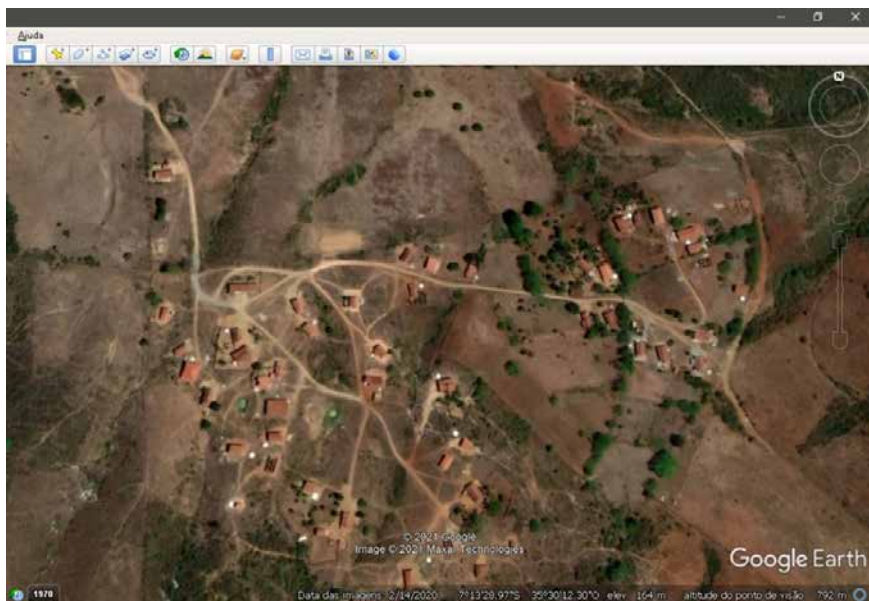 Ajuda
N
© 2021 Google
Image © 2021 Maxar Technologies
Google Earth
1970
Data das imagens: 2/14/2020 7°13'28.97"S 35°30'12.30"O elev 164 m altitude do ponto de visão 792 m